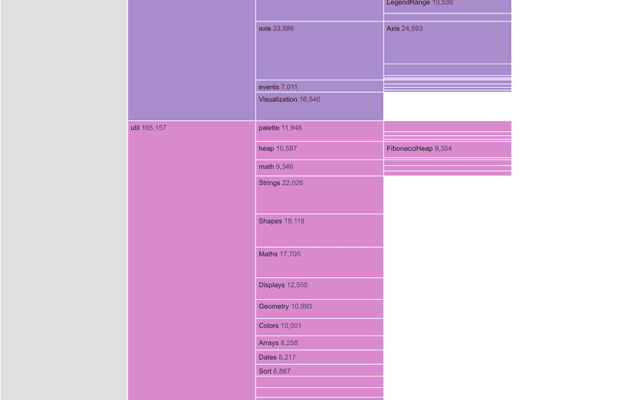 LegendRange 10,530
axis 33,886
Axis 24,593
events 7,011
Visualization 16,540
util 165,157
palette 11,946
heap 10,587
FibonacciHeap 9,354
math 9,346
Strings 22,026
Shapes 19,118
Maths 17,705
Displays 12,555
Geometry 10,993
Colors 10,001
Arrays 8,258
Dates 8,217
Sort 6,887